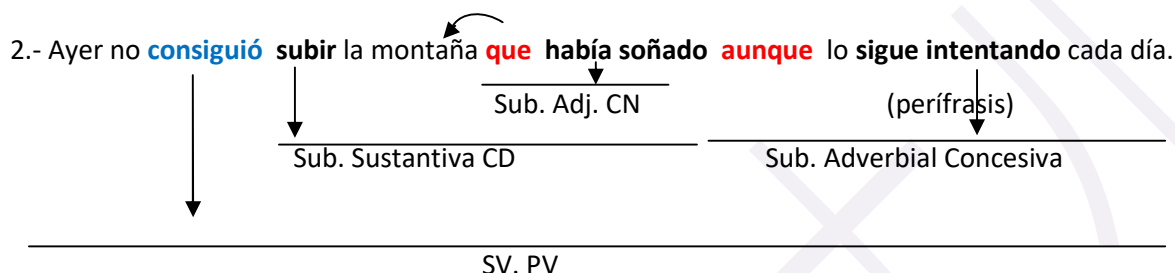 2.- Ayer no consiguió subir la montaña que había soñado aunque lo sigue intentando cada día.
Sub. Adj. CN (perífrasis)
Sub. Sustantiva CD Sub. Adverbial Concesiva
SV. PV